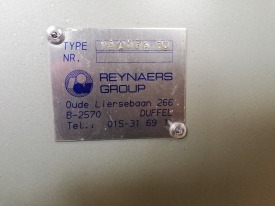 TYPE
NR.
REYNAERS
GROUP
Oude Liersebaan 266
B-2570 DUFFEL
Tel.: 015-31 69